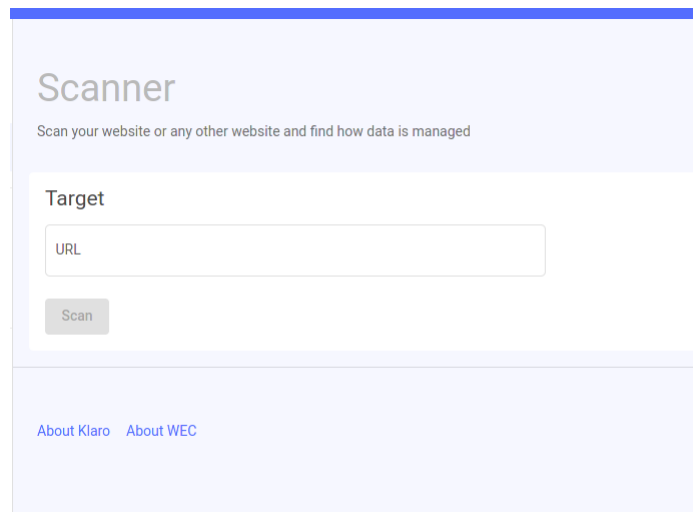 Scanner
Scan your website or any other website and find how data is managed
Target
URL
Scan
About Klaro About WEC